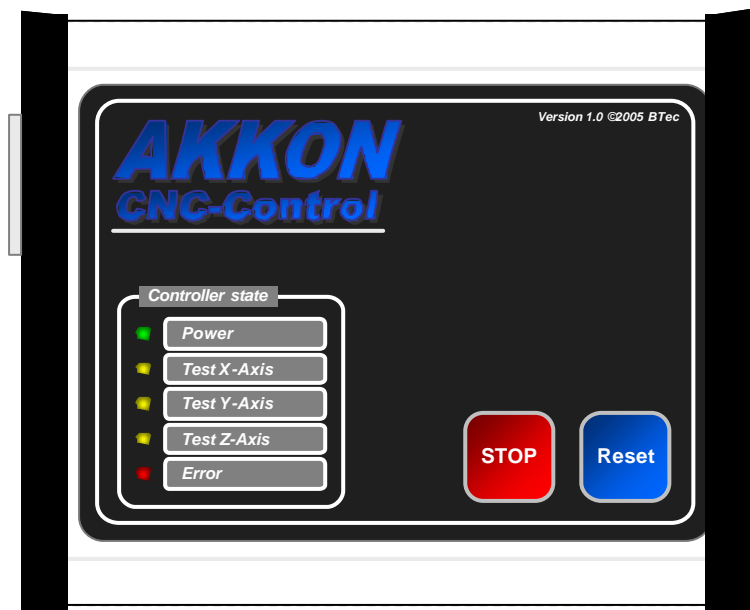 Version 1.0 ©2005 BTec
AKKON
CNC-Control
Controller state
Power
Test X-Axis
Test Y-Axis
Test Z-Axis
Error
STOP
Reset